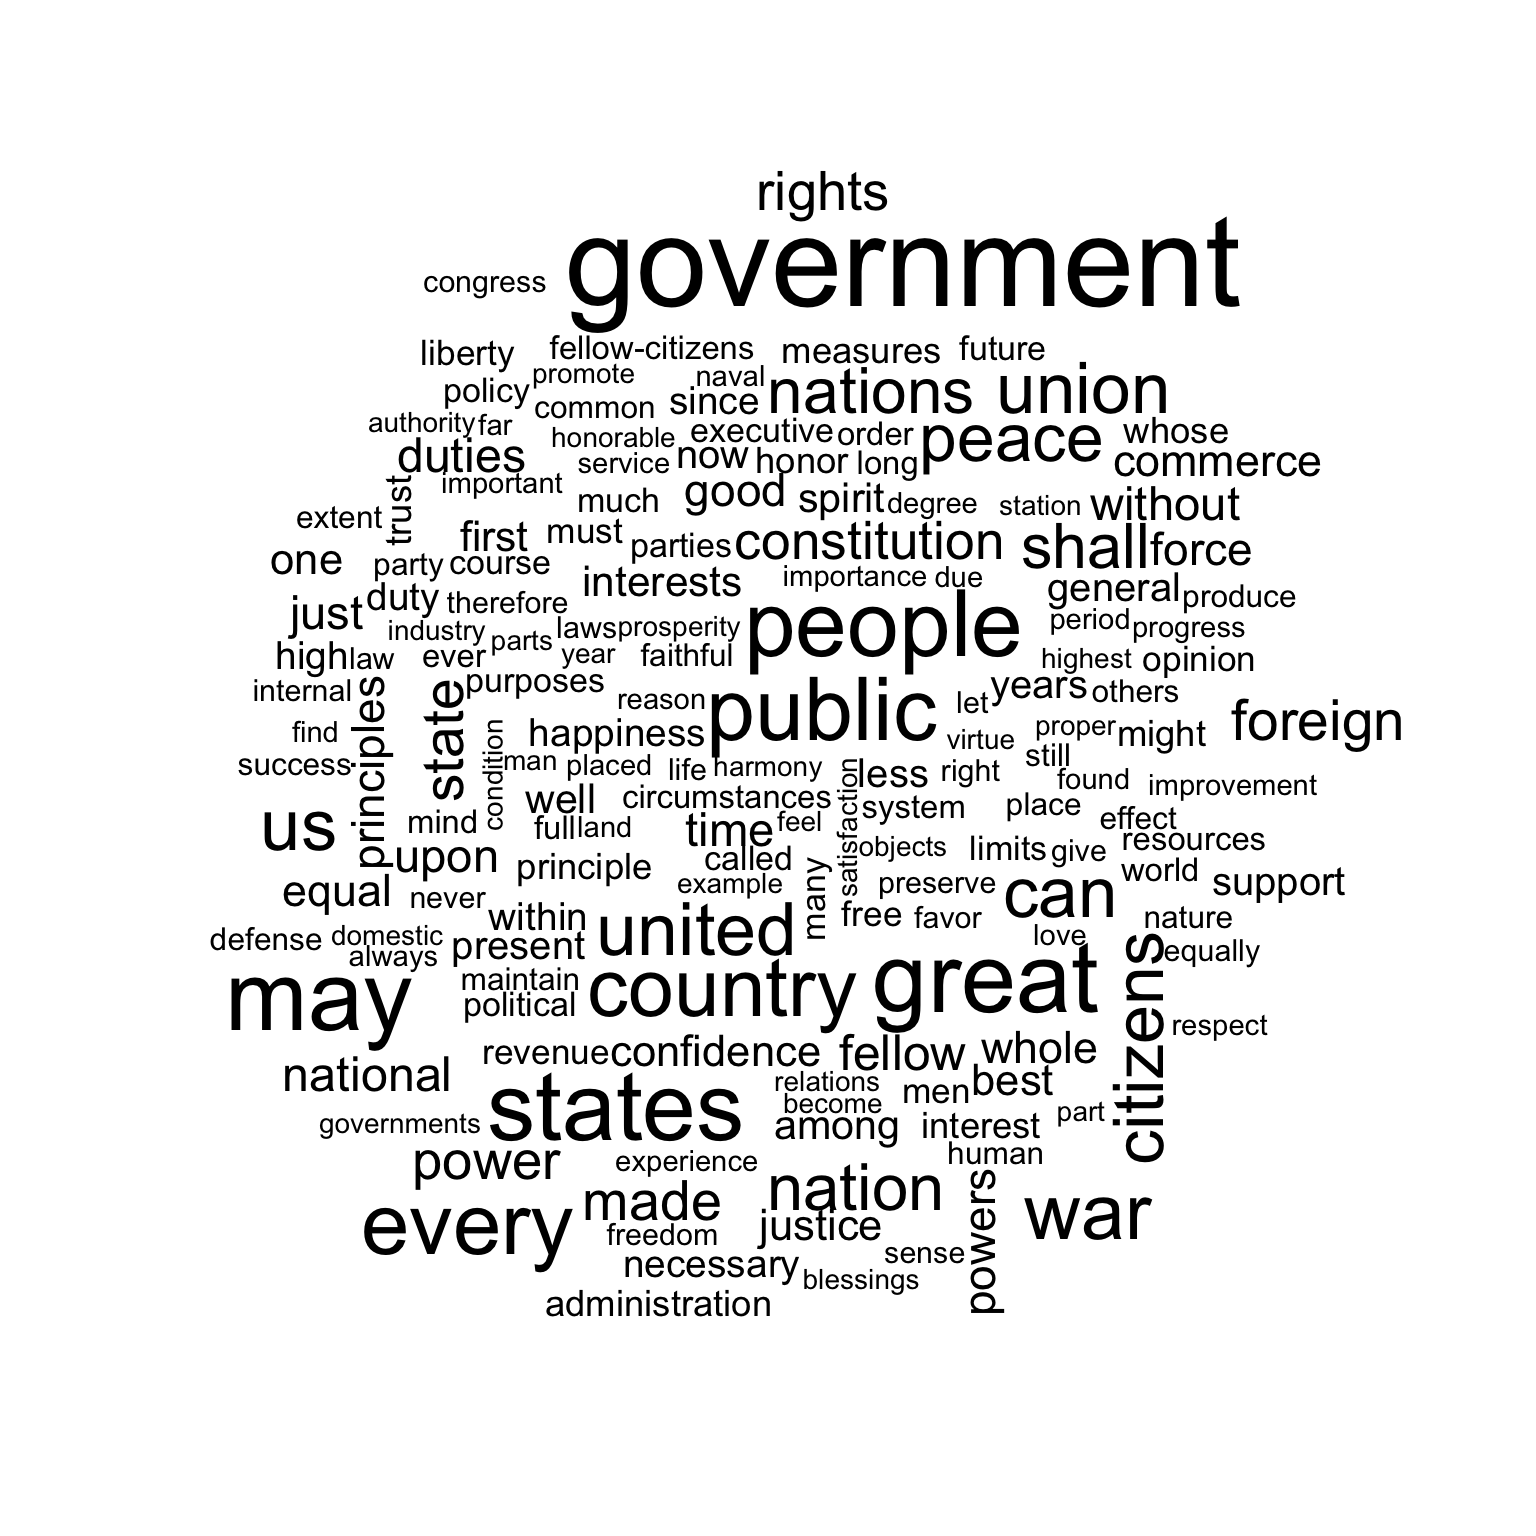 rights
government
congress
liberty fellow-citizens measures future
policy promote naval nations union
common since
authority far honorable executive order peace whose
duties service now honor long commerce
important
trust much good spirit degree station without
extent first must parties constitution shall force
one party course interests importance due general produce
just duty therefore people period progress
industry parts laws prosperity
high law ever year faithful highest opinion
internal principles state purposes reason public let years others foreign
find condition happiness virtue proper might
success man placed life harmony satisfaction less right still found improvement
us mind well circumstances system place effect
full land time feel
upon principle called objects limits give resources
equal never example many preserve can world support
within united free favor nature
defense domestic present love citizens equally
always
may maintain country great
political respect
national revenue confidence fellow whole
states relations men best
governments become among interest part
power experience human
every made nation powers war
freedom justice
necessary sense
blessings
administration